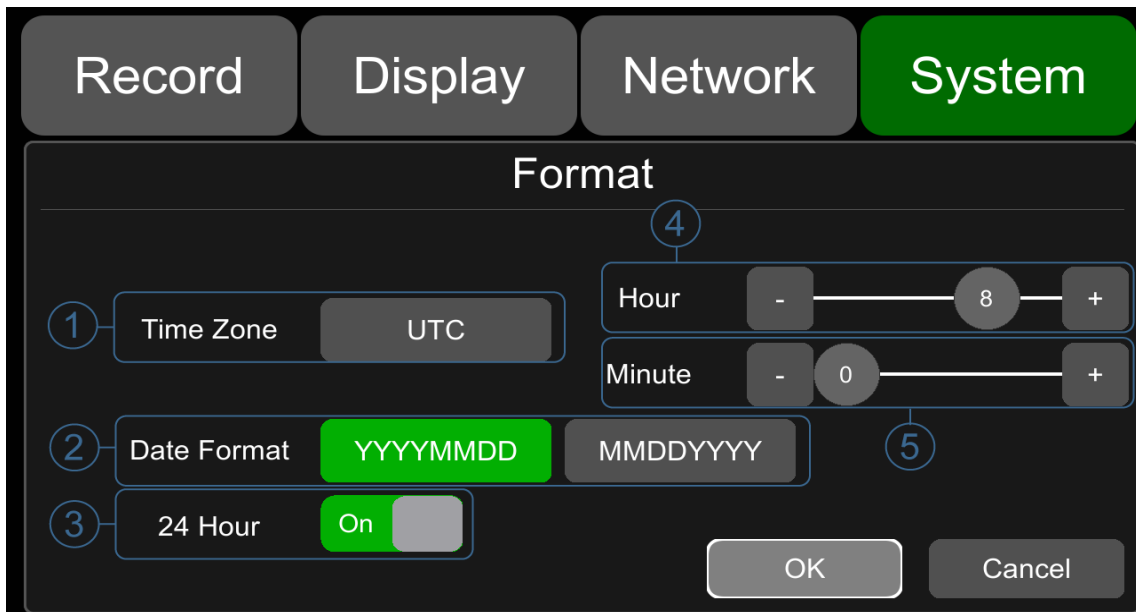 Record Display Network System
Format
4
Hour - 8 +
1 Time Zone UTC
Minute - 0 +
2 Date Format YYYYMMDD MMDDYYYY 5
3 24 Hour On
OK Cancel